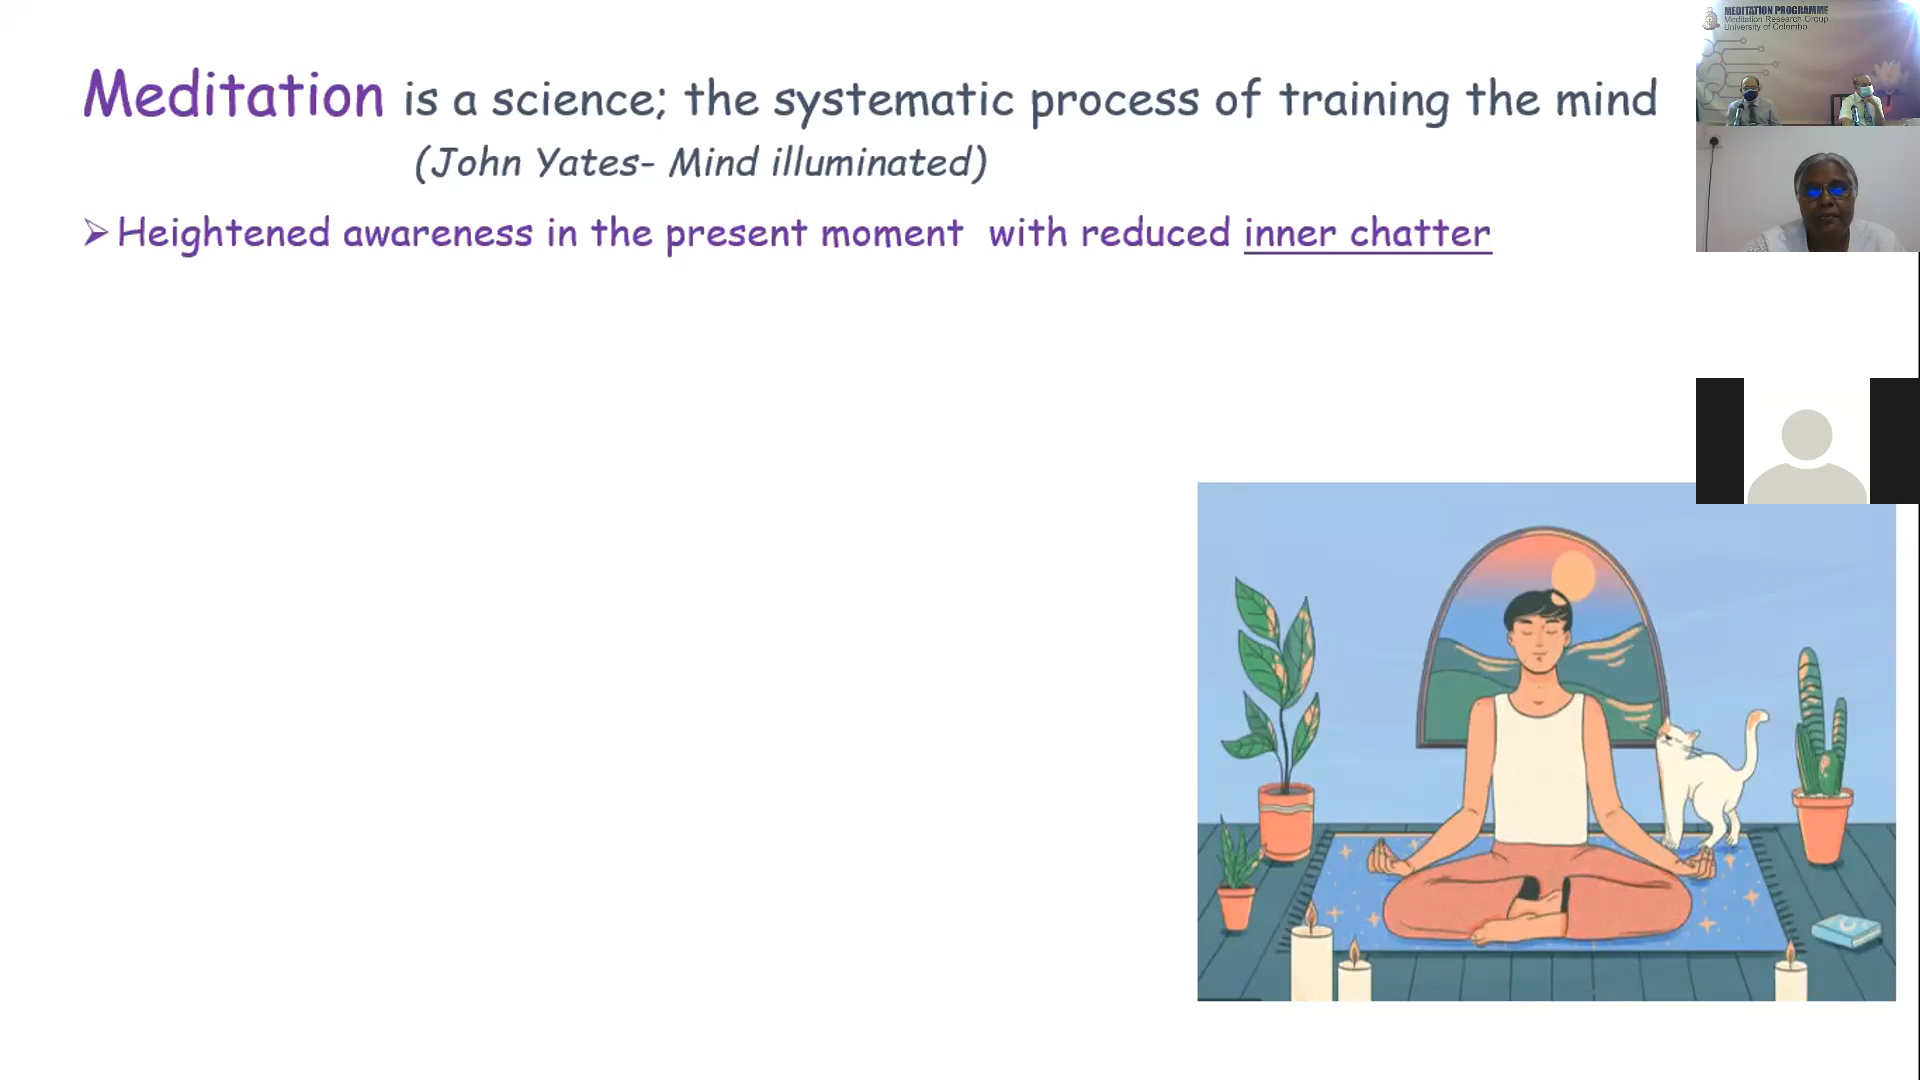 Meditation is a science; the systematic process of training the mind
(John Yates- Mind illuminated)
➢Heightened awareness in the present moment with reduced inner chatter
MEDITATION PROGRAMME
Meditation Research Group
University of Colombo